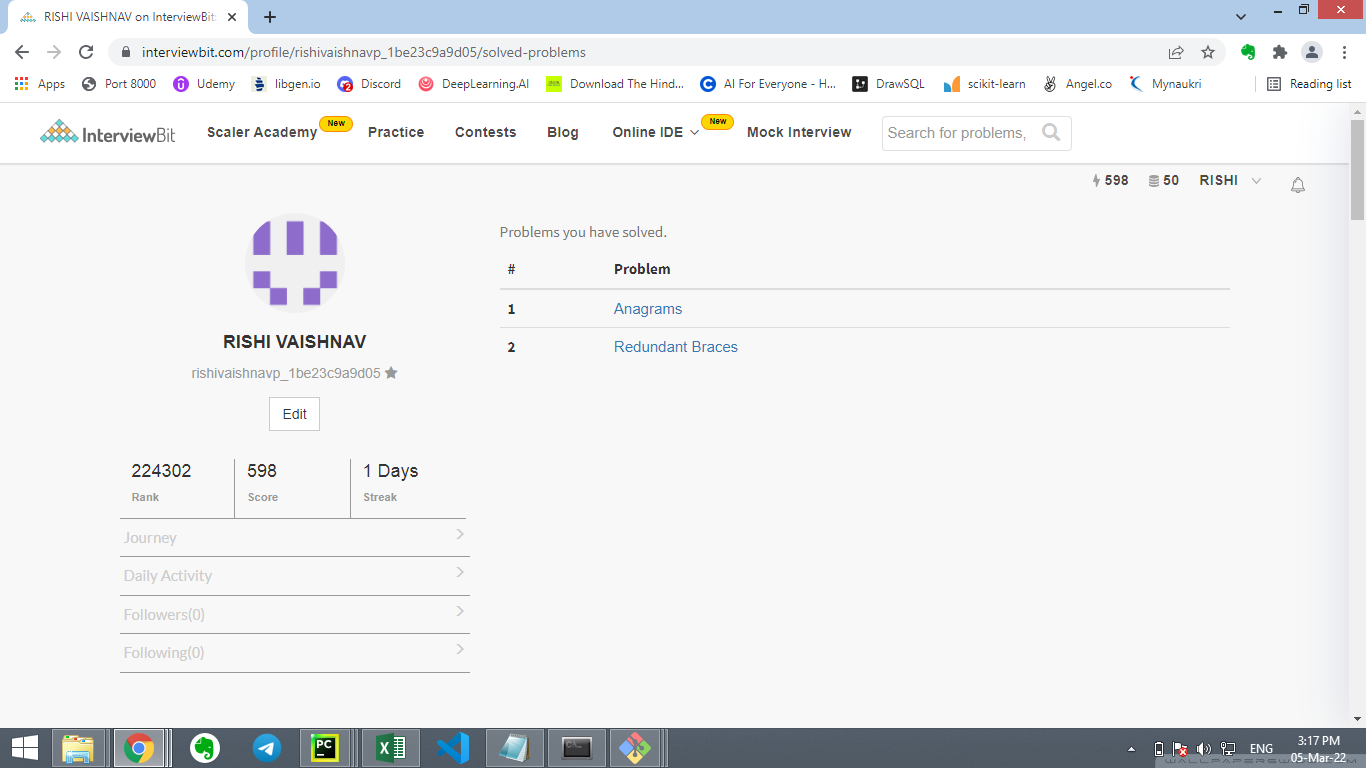 RISHI VAISHNAV on InterviewBit
interviewbit.com/profile/rishivaishnavp_1be23c9a9d05/solved-problems
Apps Port 8000 Udemy libgen.io Discord DeepLearning.AI Download The Hind... AI For Everyone - H... DrawSQL scikit-learn Angel.co Mynaukri Reading list
InterviewBit Scaler Academy New Practice Contests Blog Online IDE New Mock Interview Search for problems,
598 50 RISHI
Problems you have solved.
# Problem
1 Anagrams
2 Redundant Braces
RISHI VAISHNAV
rishivaishnavp_1be23c9a9d05
Edit
224302 598 1 Days
Rank Score Streak
Journey
Daily Activity
Followers(0)
Following(0)
PC
ENG
3:17 PM
05-Mar-22